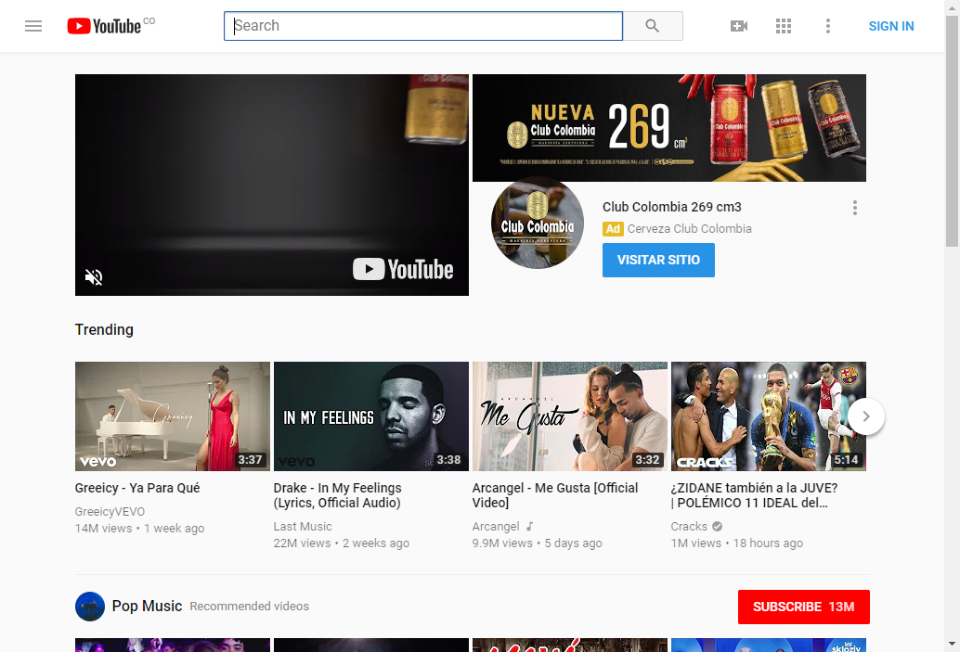 YouTube CO
Search
SIGN IN
NUEVA
Club Colombia
269 cm³
Club Colombia
YouTube
Club Colombia 269 cm3
Ad Cerveza Club Colombia
VISITAR SITIO
Trending
Greeicy
vevo
3:37
IN MY FEELINGS
vevo
3:38
ARCANGEL
Me Gusta
3:32
CRACKS
5:14
Greeicy - Ya Para Qué
GreeicyVEVO
14M views • 1 week ago
Drake - In My Feelings
(Lyrics, Official Audio)
Last Music
22M views • 2 weeks ago
Arcangel - Me Gusta [Official
Video]
Arcangel
9.9M views • 5 days ago
¿ZIDANE también a la JUVE?
| POLÉMICO 11 IDEAL del...
Cracks
1M views • 18 hours ago
Pop Music Recommended videos
SUBSCRIBE 13M